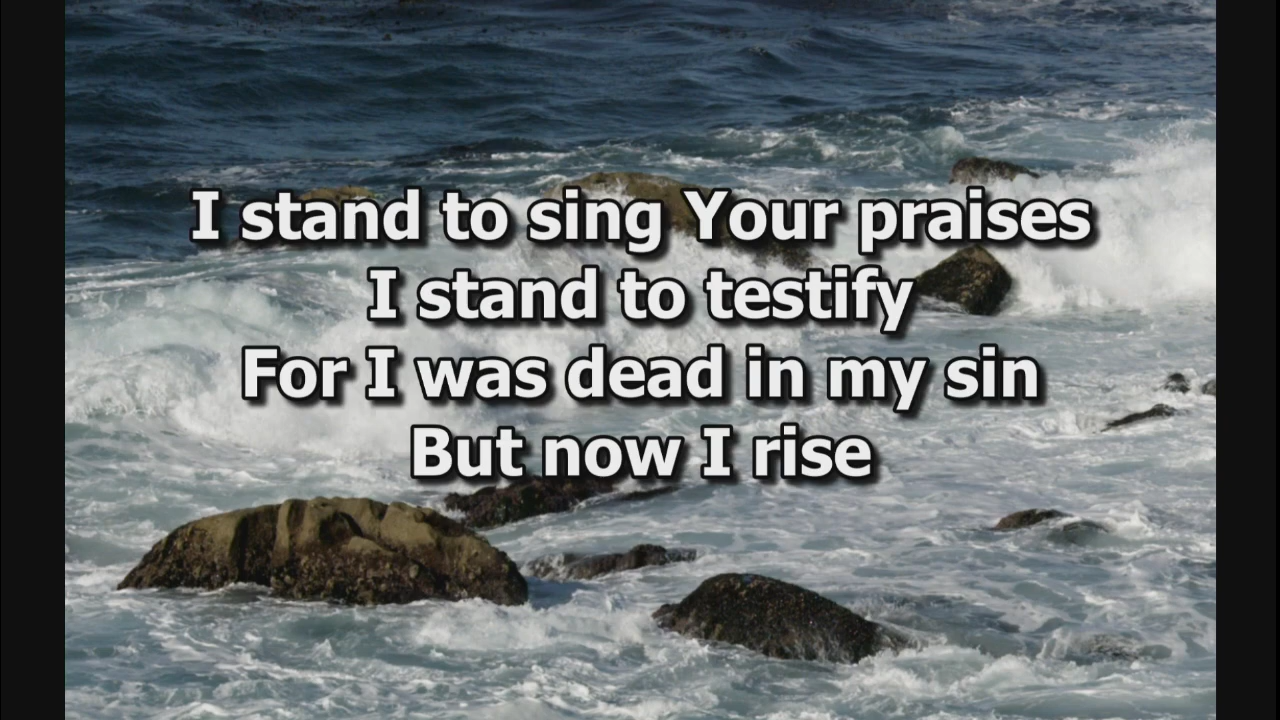 I stand to sing Your praises
I stand to testify
For I was dead in my sin
But now I rise